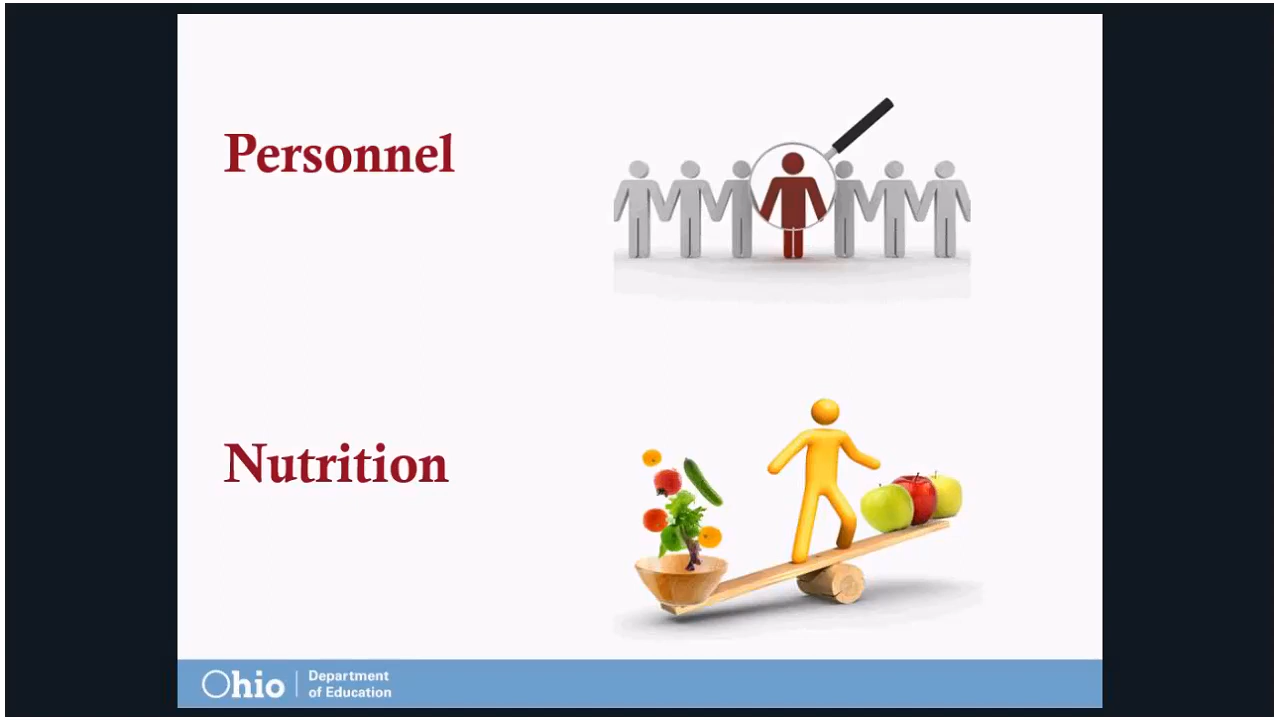 Personnel
Nutrition
Ohio
Department
of Education